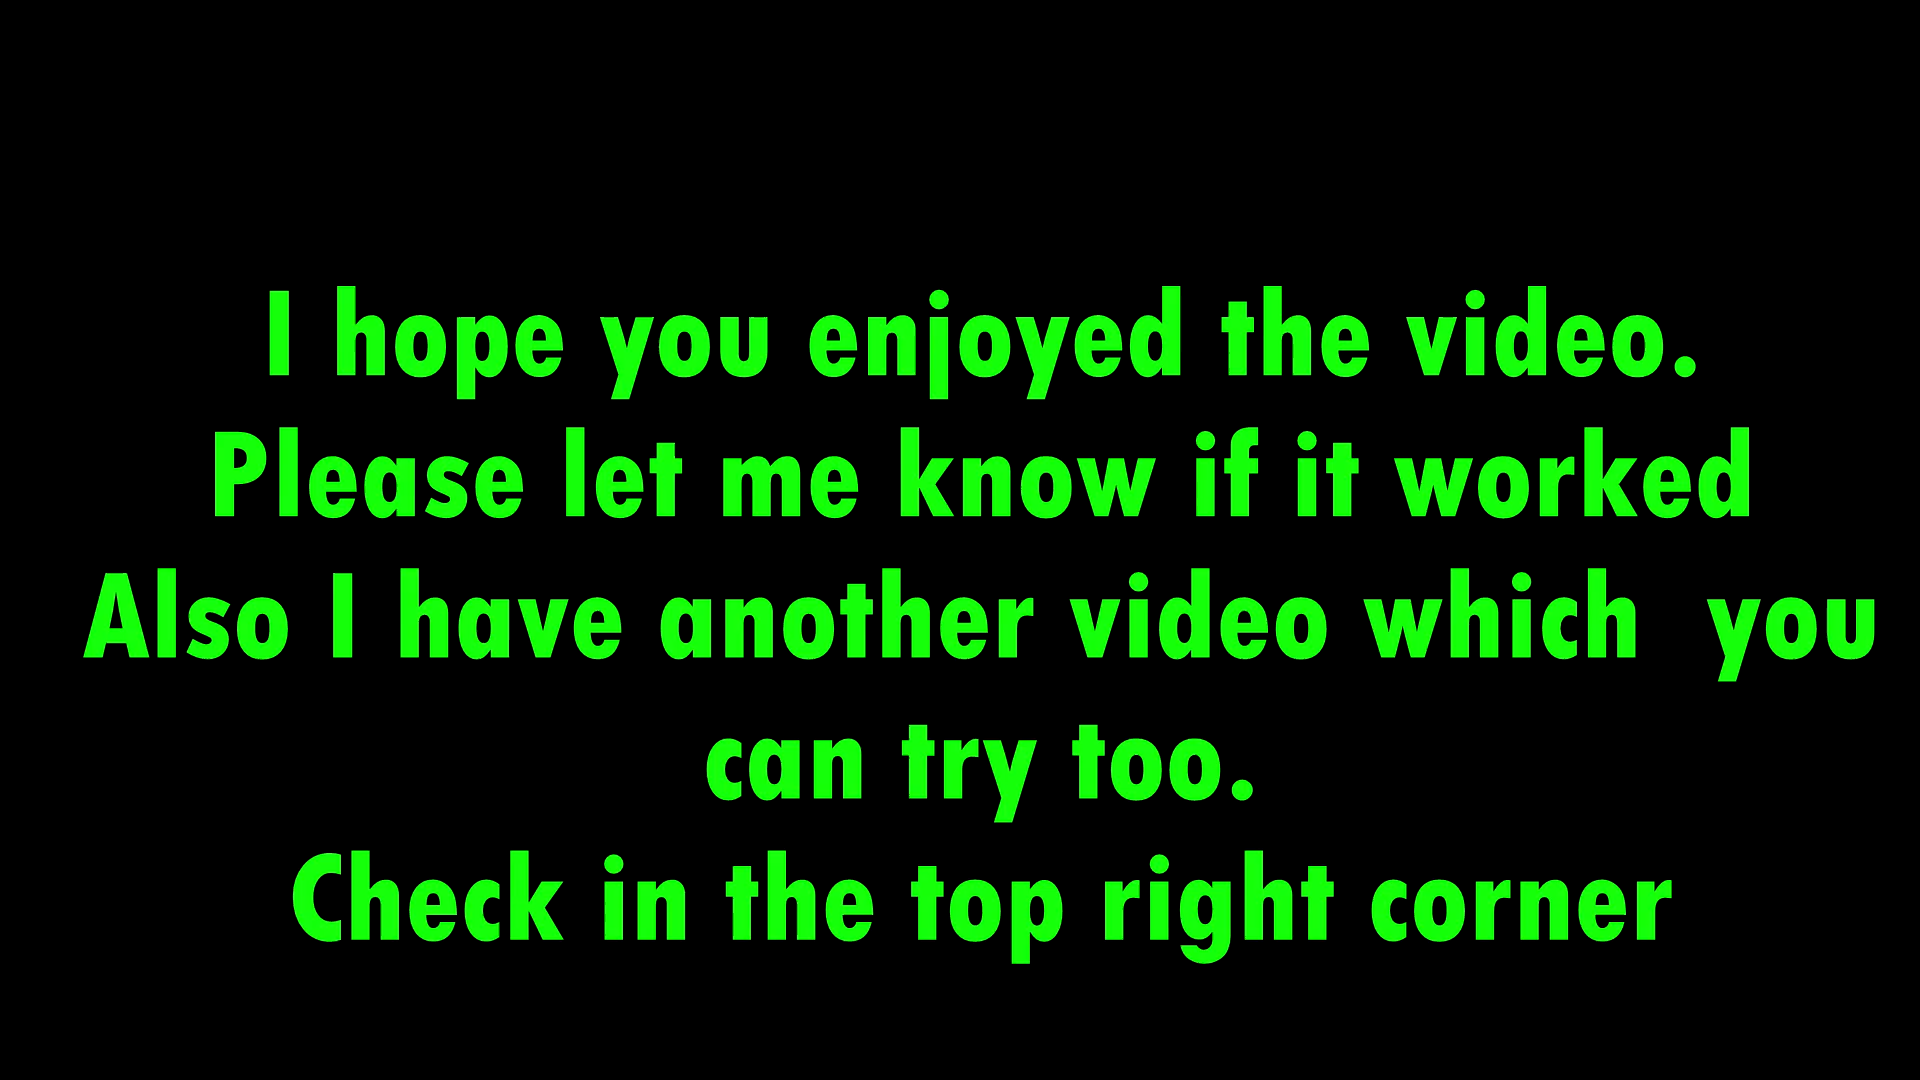 I hope you enjoyed the video.
Please let me know if it worked
Also I have another video which  you
can try too.
Check in the top right corner